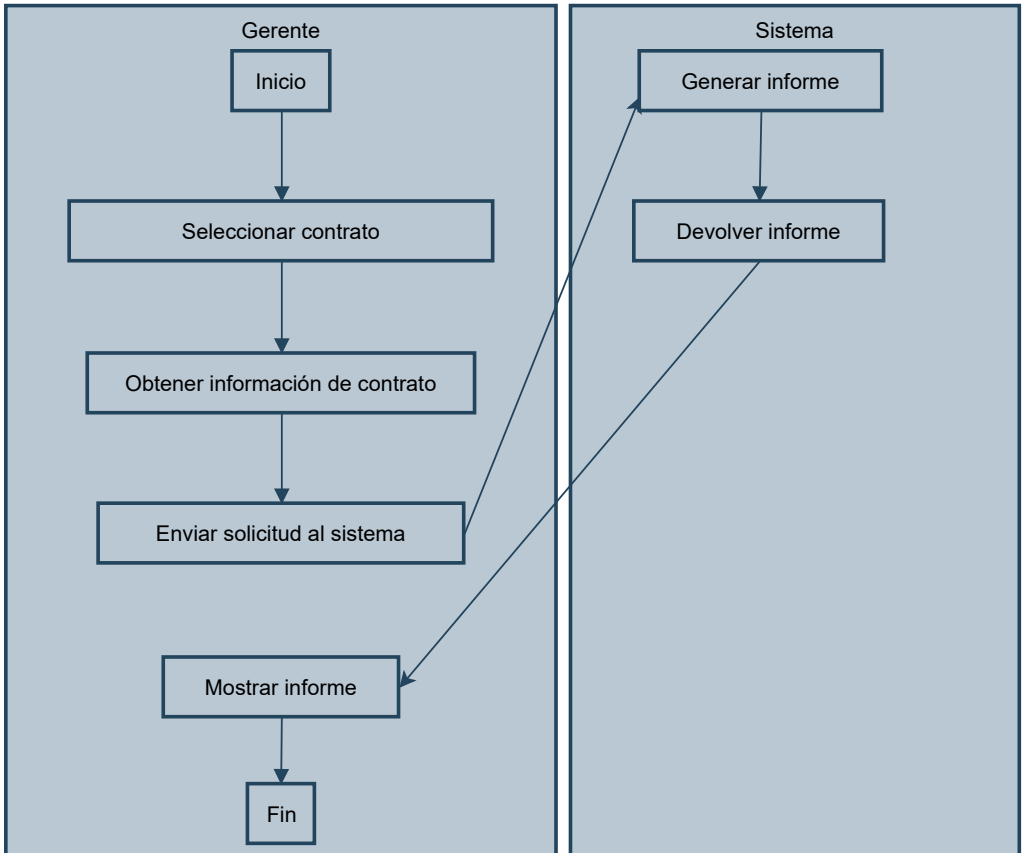 Gerente
Inicio
Seleccionar contrato
Obtener información de contrato
Enviar solicitud al sistema
Mostrar informe
Fin
Sistema
Generar informe
Devolver informe